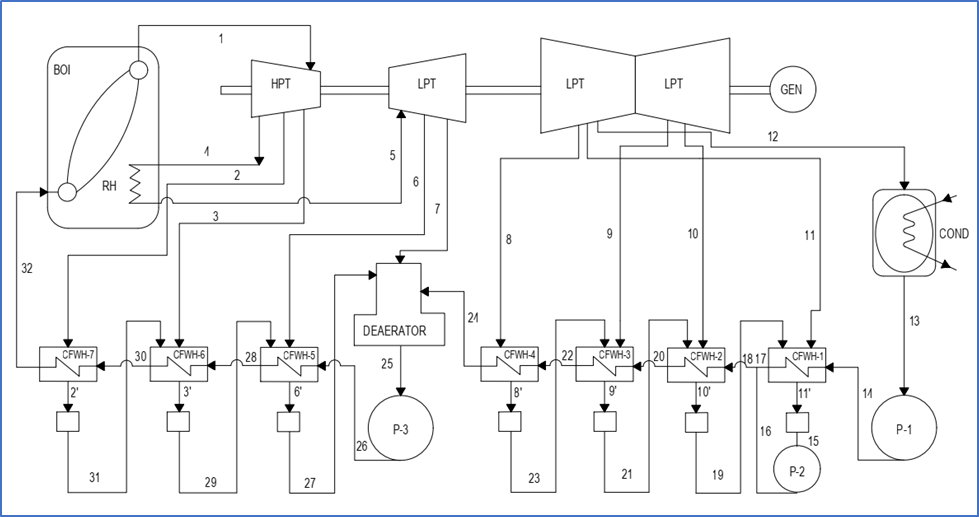 1
BOI
HPT
LPT
LPT
LPT
GEN
12
4
5
RH
2
6
3
7
8
9
10
11
COND
32
24
13
DEAERATOR
CFWH-7
30
CFWH-6
28
CFWH-5
25
CFWH-4
22
CFWH-3
20
CFWH-2
18
17
CFWH-1
14
2'
3'
6'
8'
9'
10'
11'
P-3
P-1
26
16
15
P-2
31
29
27
23
21
19